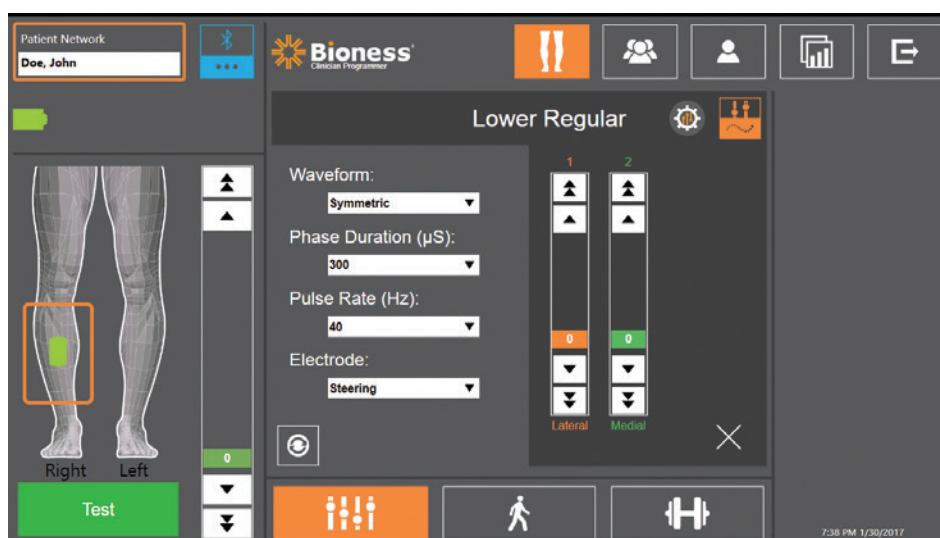 Patient Network
Doe, John
Bioness
Clinician Programmer
Lower Regular
Waveform:
Symmetric
Phase Duration (µS):
300
Pulse Rate (Hz):
40
Electrode:
Steering
1
2
0
0
Lateral
Medial
Right
Left
0
Test
7:38 PM 1/30/2017